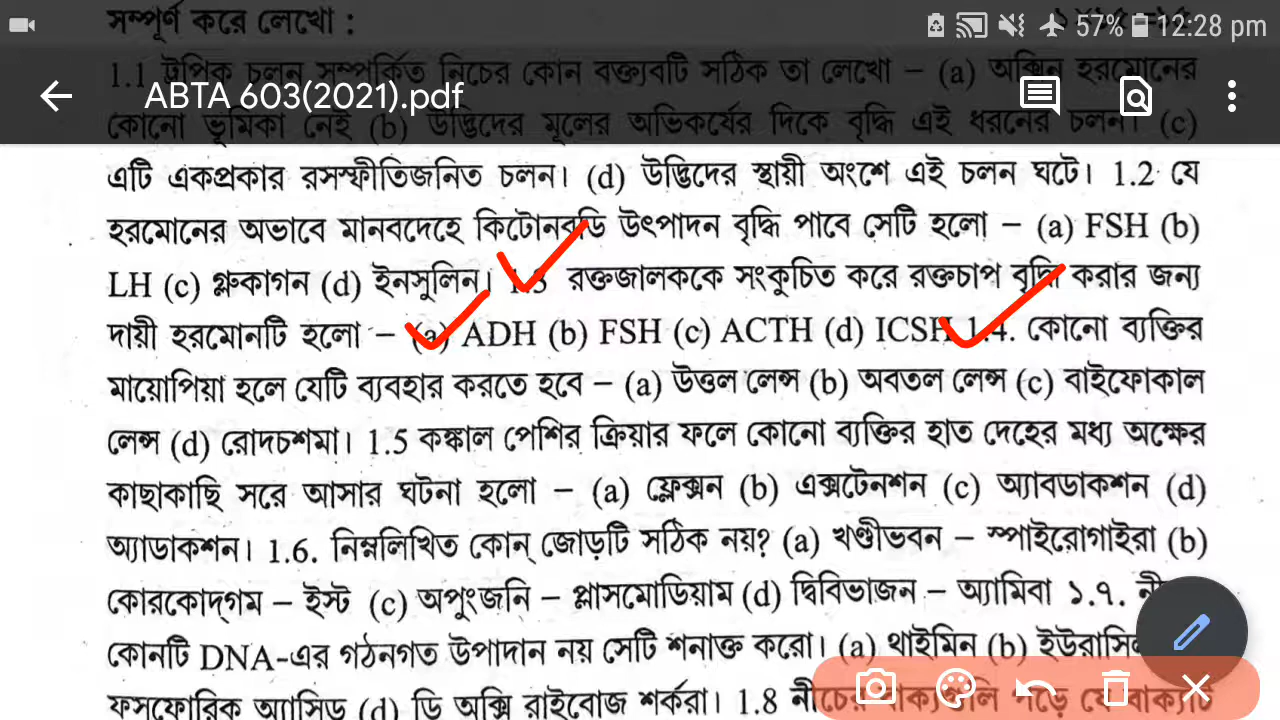 সম্পূর্ণ করে লেখো :
57% 12:28 pm
1.1 ট্রপিক চলন সম্পর্কিত নিচের কোন বক্তব্যটি সঠিক তা লেখো – (a) অক্সিন হরমোনের
ABTA 603(2021).pdf
কোনো ভূমিকা নেই (b) উদ্ভিদের মূলের অভিকর্ষের দিকে বৃদ্ধি এই ধরনের চলন। (c)
এটি একপ্রকার রসস্ফীতিজনিত চলন। (d) উদ্ভিদের স্থায়ী অংশে এই চলন ঘটে। 1.2 যে
হরমোনের অভাবে মানবদেহে কিটোনবডি উৎপাদন বৃদ্ধি পাবে সেটি হলো – (a) FSH (b)
LH (c) গ্লুকাগন (d) ইনসুলিন। 1.3 রক্তজালককে সংকুচিত করে রক্তচাপ বৃদ্ধি করার জন্য
দায়ী হরমোনটি হলো – (a) ADH (b) FSH (c) ACTH (d) ICSH 1.4. কোনো ব্যক্তির
মায়োপিয়া হলে যেটি ব্যবহার করতে হবে – (a) উত্তল লেন্স (b) অবতল লেন্স (c) বাইফোকাল
লেন্স (d) রোদচশমা। 1.5 কঙ্কাল পেশির ক্রিয়ার ফলে কোনো ব্যক্তির হাত দেহের মধ্য অক্ষের
কাছাকাছি সরে আসার ঘটনা হলো – (a) ফ্লেক্সন (b) এক্সটেনশন (c) অ্যাবডাকশন (d)
অ্যাডাকশন। 1.6. নিম্নলিখিত কোন্ জোড়টি সঠিক নয়? (a) খণ্ডীভবন – স্পাইরোগাইরা (b)
কোরকোদ্‌গম – ইস্ট (c) অপুংজনি – প্লাসমোডিয়াম (d) দ্বিবিভাজন – অ্যামিবা ১.৭.
কোনটি DNA-এর গঠনগত উপাদান নয় সেটি শনাক্ত করো। (a) থাইমিন (b)
ফসফোরিক অ্যাসিড (d) ডি অক্সি রাইবোজ শর্করা। 1.8 নীচের বাক্যগুলি পড়ে যে বাক্যটি